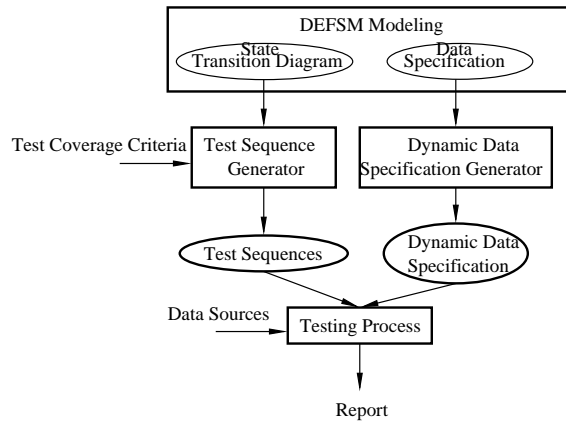 DEFSM Modeling
State
Transition Diagram
Data
Specification
Test Coverage Criteria
Test Sequence
Generator
Dynamic Data
Specification Generator
Test Sequences
Dynamic Data
Specification
Data Sources
Testing Process
Report